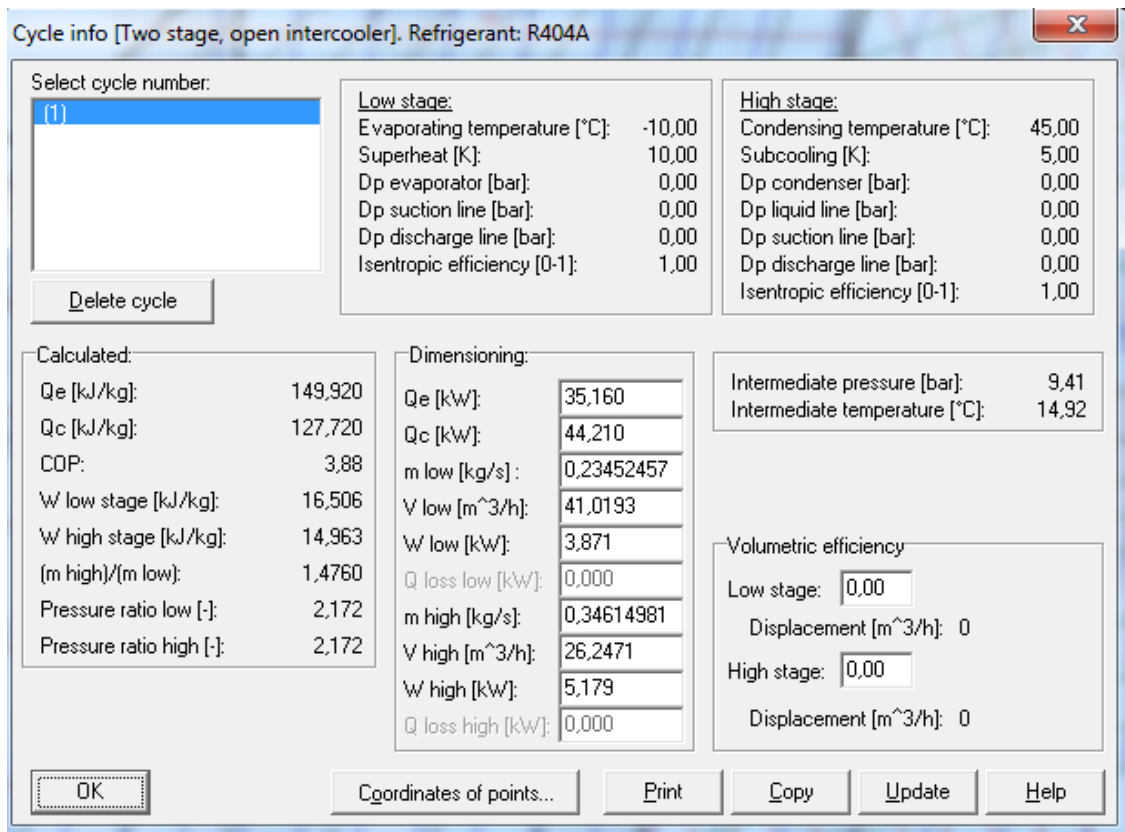 Cycle info [Two stage, open intercooler]. Refrigerant: R404A
Select cycle number:
(1)
Delete cycle
Low stage:
Evaporating temperature [°C]: -10,00
Superheat [K]: 10,00
Dp evaporator [bar]: 0,00
Dp suction line [bar]: 0,00
Dp discharge line [bar]: 0,00
Isentropic efficiency [0-1]: 1,00
High stage:
Condensing temperature [°C]: 45,00
Subcooling [K]: 5,00
Dp condenser [bar]: 0,00
Dp liquid line [bar]: 0,00
Dp suction line [bar]: 0,00
Dp discharge line [bar]: 0,00
Isentropic efficiency [0-1]: 1,00
Calculated:
Qe [kJ/kg]: 149,920
Qc [kJ/kg]: 127,720
COP: 3,88
W low stage [kJ/kg]: 16,506
W high stage [kJ/kg]: 14,963
(m high)/(m low): 1,4760
Pressure ratio low [-]: 2,172
Pressure ratio high [-]: 2,172
Dimensioning:
Qe [kW]: 35,160
Qc [kW]: 44,210
m low [kg/s] : 0,23452457
V low [m^3/h]: 41,0193
W low [kW]: 3,871
Q loss low [kW]: 0,000
m high [kg/s]: 0,34614981
V high [m^3/h]: 26,2471
W high [kW]: 5,179
Q loss high [kW]: 0,000
Intermediate pressure [bar]: 9,41
Intermediate temperature [°C]: 14,92
Volumetric efficiency
Low stage: 0,00
Displacement [m^3/h]: 0
High stage: 0,00
Displacement [m^3/h]: 0
OK
Coordinates of points...
Print
Copy
Update
Help